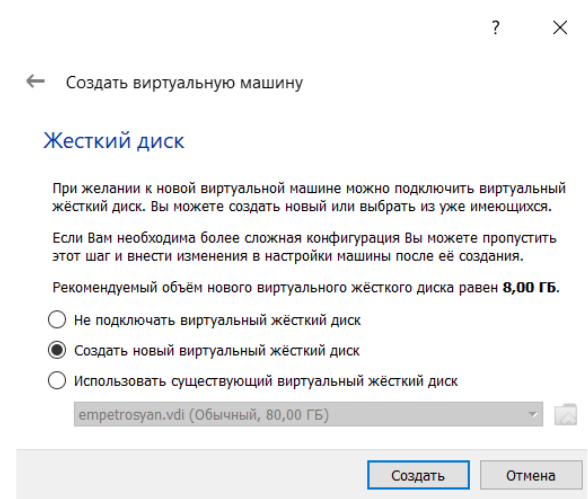 ?
Создать виртуальную машину
Жесткий диск
При желании к новой виртуальной машине можно подключить виртуальный
жёсткий диск. Вы можете создать новый или выбрать из уже имеющихся.
Если Вам необходима более сложная конфигурация Вы можете пропустить
этот шаг и внести изменения в настройки машины после её создания.
Рекомендуемый объём нового виртуального жёсткого диска равен 8,00 ГБ.
Не подключать виртуальный жёсткий диск
Создать новый виртуальный жёсткий диск
Использовать существующий виртуальный жёсткий диск
empetrosyan.vdi (Обычный, 80,00 ГБ)
Создать Отмена